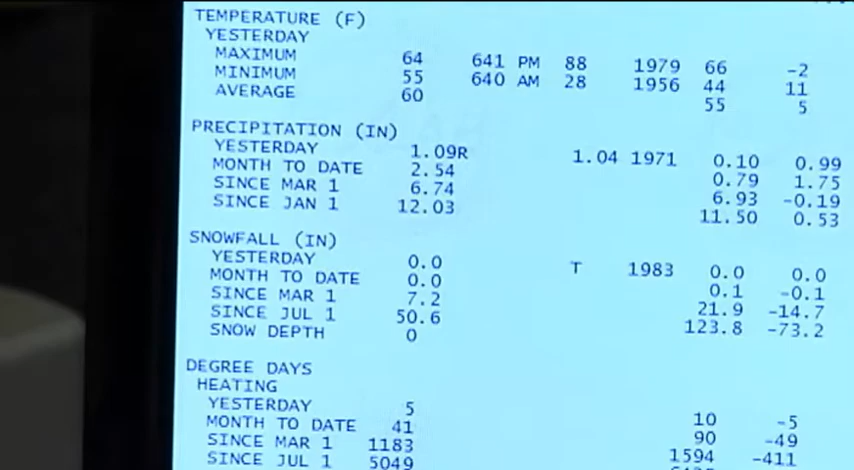 TEMPERATURE (F)
YESTERDAY
MAXIMUM 64 641 PM 88 1979 66 -2
MINIMUM 55 640 AM 28 1956 44 11
AVERAGE 60 55 5
PRECIPITATION (IN)
YESTERDAY 1.09R 1.04 1971 0.10 0.99
MONTH TO DATE 2.54 0.79 1.75
SINCE MAR 1 6.74 6.93 -0.19
SINCE JAN 1 12.03 11.50 0.53
SNOWFALL (IN)
YESTERDAY 0.0 T 1983 0.0 0.0
MONTH TO DATE 0.0 0.1 -0.1
SINCE MAR 1 7.2 21.9 -14.7
SINCE JUL 1 50.6 123.8 -73.2
SNOW DEPTH 0
DEGREE DAYS
HEATING
YESTERDAY 5 10 -5
MONTH TO DATE 41 90 -49
SINCE MAR 1 1183 1594 -411
SINCE JUL 1 5049